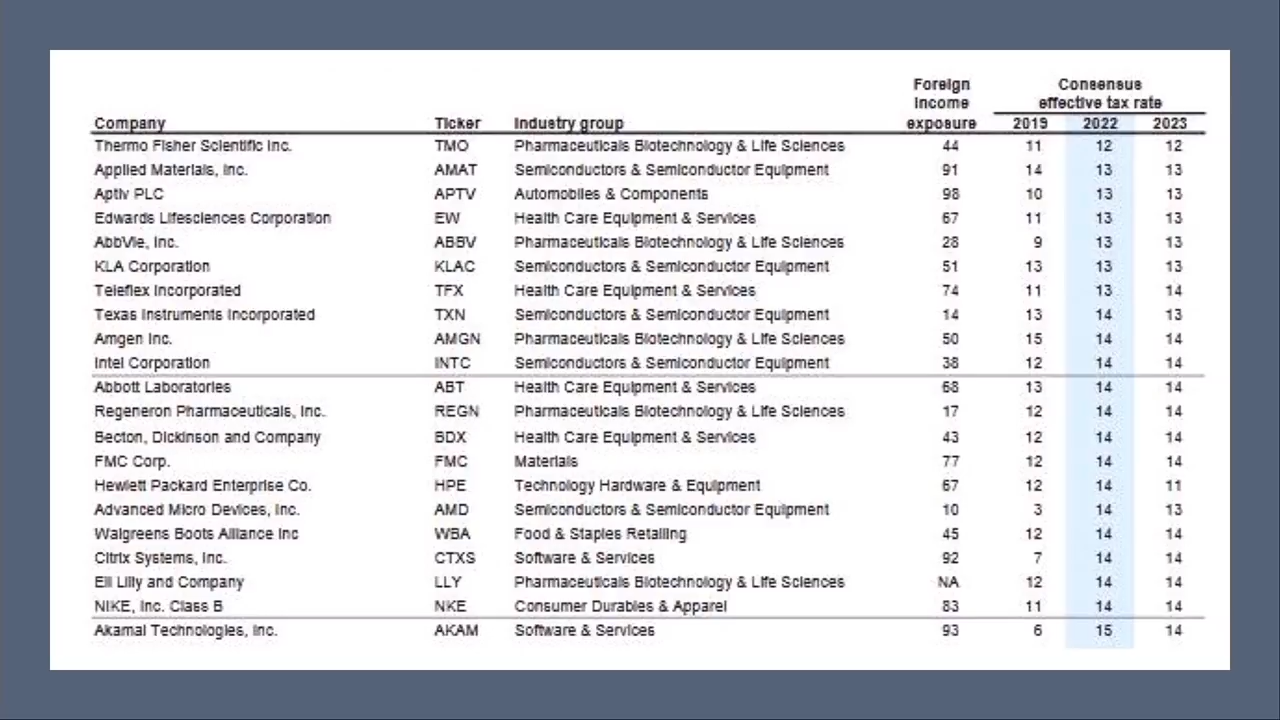 Foreign Consensus
Income effective tax rate
Company Ticker Industry group exposure 2019 2022 2023
Thermo Fisher Scientific Inc. TMO Pharmaceuticals Biotechnology & Life Sciences 44 11 12 12
Applied Materials, Inc. AMAT Semiconductors & Semiconductor Equipment 91 14 13 13
Aptiv PLC APTV Automobiles & Components 98 10 13 13
Edwards Lifesciences Corporation EW Health Care Equipment & Services 67 11 13 13
AbbVie, Inc. ABBV Pharmaceuticals Biotechnology & Life Sciences 28 9 13 13
KLA Corporation KLAC Semiconductors & Semiconductor Equipment 51 13 13 13
Teleflex Incorporated TFX Health Care Equipment & Services 74 11 13 14
Texas Instruments Incorporated TXN Semiconductors & Semiconductor Equipment 14 13 14 13
Amgen Inc. AMGN Pharmaceuticals Biotechnology & Life Sciences 50 15 14 14
Intel Corporation INTC Semiconductors & Semiconductor Equipment 38 12 14 14
Abbott Laboratories ABT Health Care Equipment & Services 68 13 14 14
Regeneron Pharmaceuticals, Inc. REGN Pharmaceuticals Biotechnology & Life Sciences 17 12 14 14
Becton, Dickinson and Company BDX Health Care Equipment & Services 43 12 14 14
FMC Corp. FMC Materials 77 12 14 14
Hewlett Packard Enterprise Co. HPE Technology Hardware & Equipment 67 12 14 11
Advanced Micro Devices, Inc. AMD Semiconductors & Semiconductor Equipment 10 3 14 13
Walgreens Boots Alliance Inc WBA Food & Staples Retailing 45 12 14 14
Citrix Systems, Inc. CTXS Software & Services 92 7 14 14
Eli Lilly and Company LLY Pharmaceuticals Biotechnology & Life Sciences NA 12 14 14
NIKE, Inc. Class B NKE Consumer Durables & Apparel 83 11 14 14
Akamai Technologies, Inc. AKAM Software & Services 93 6 15 14